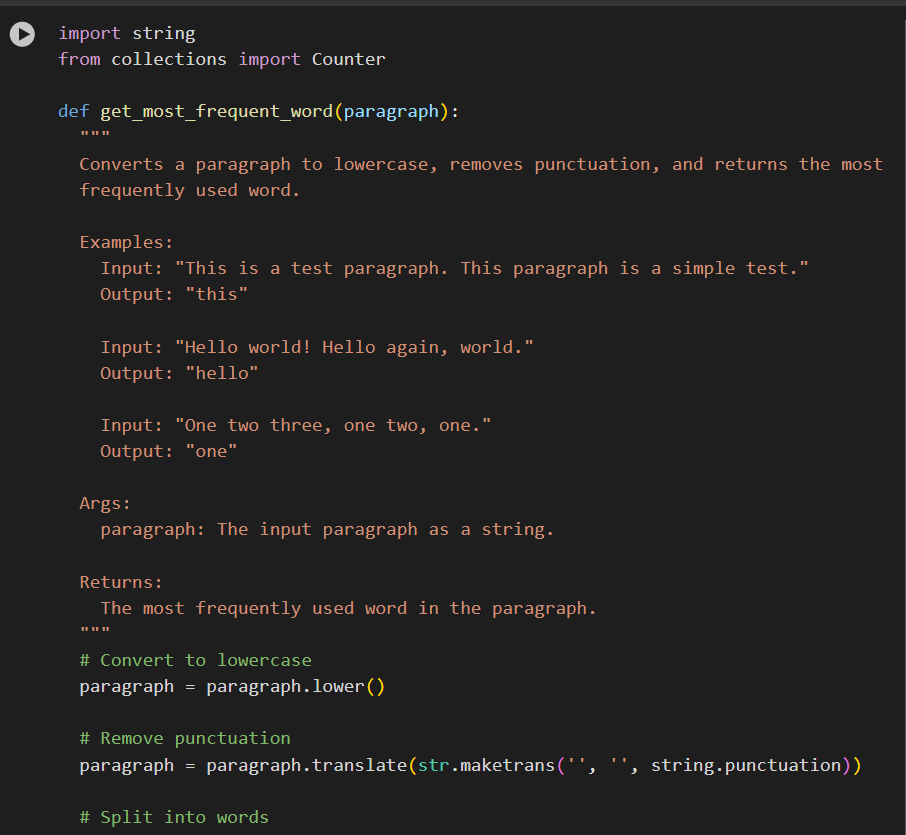 import string
from collections import Counter
def get_most_frequent_word(paragraph):
"""
Converts a paragraph to lowercase, removes punctuation, and returns the most
frequently used word.
Examples:
Input: "This is a test paragraph. This paragraph is a simple test."
Output: "this"
Input: "Hello world! Hello again, world."
Output: "hello"
Input: "One two three, one two, one."
Output: "one"
Args:
paragraph: The input paragraph as a string.
Returns:
The most frequently used word in the paragraph.
"""
# Convert to lowercase
paragraph = paragraph.lower()
# Remove punctuation
paragraph = paragraph.translate(str.maketrans('', '', string.punctuation))
# Split into words